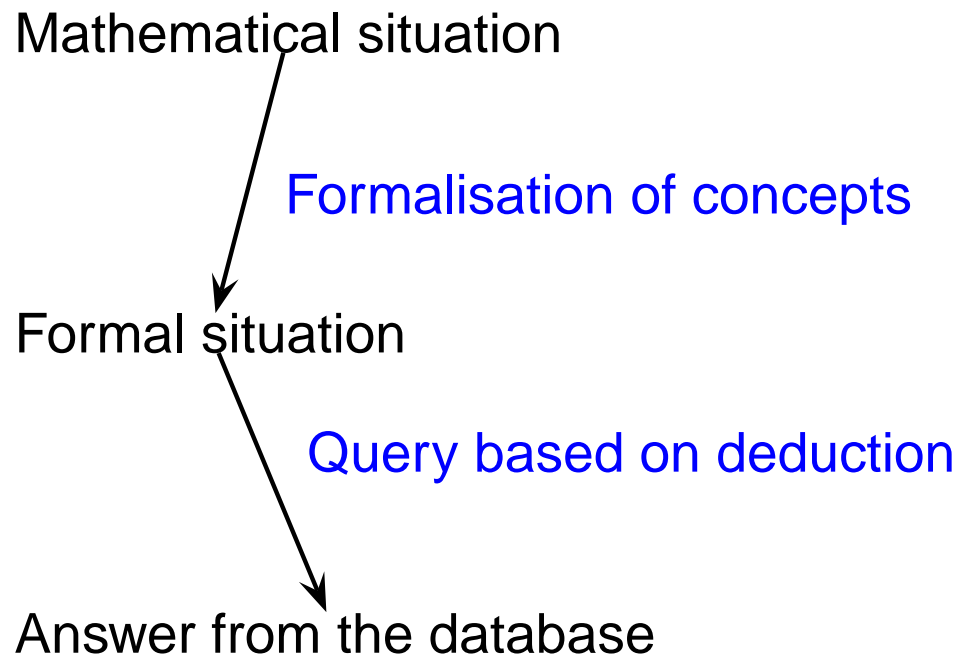 Mathematical situation
Formalisation of concepts
Formal situation
Query based on deduction
Answer from the database